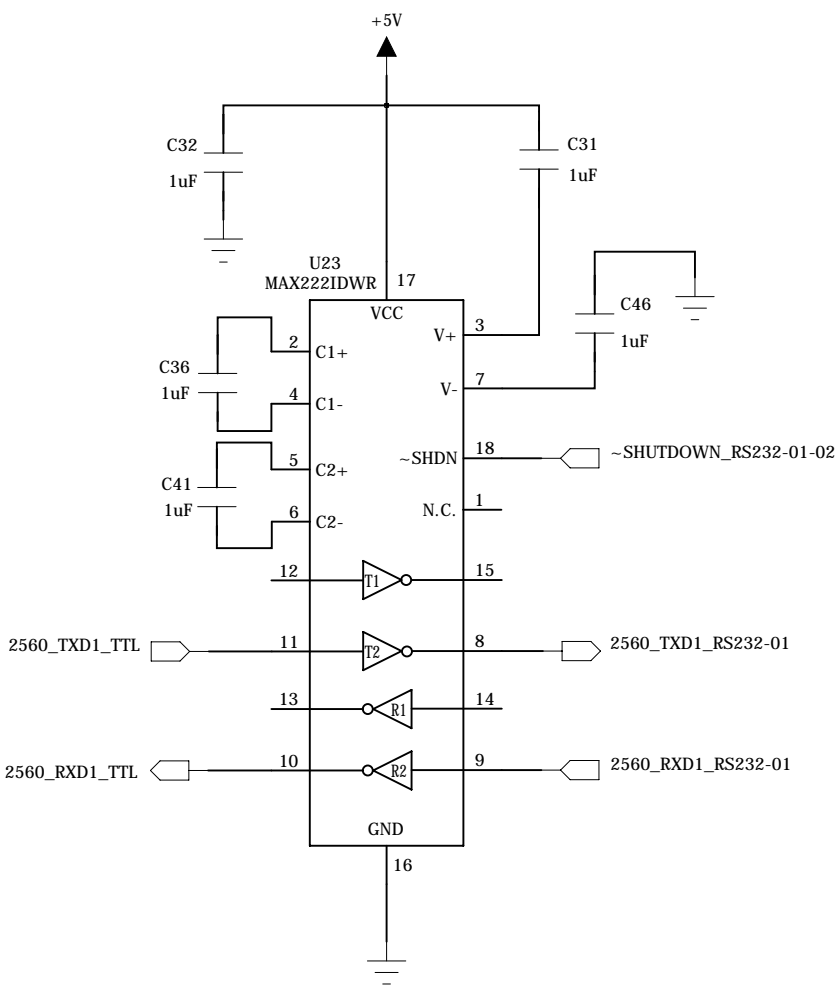 +5V
C32
1uF
C31
1uF
U23
MAX222IDWR
17
VCC
C46
1uF
V+
3
2
C1+
C36
1uF
V-
7
4
C1-
~SHDN
18
~SHUTDOWN_RS232-01-02
5
C2+
C41
1uF
N.C.
1
6
C2-
12
T1
15
2560_TXD1_TTL
11
T2
8
2560_TXD1_RS232-01
13
R1
14
2560_RXD1_TTL
10
R2
9
2560_RXD1_RS232-01
GND
16